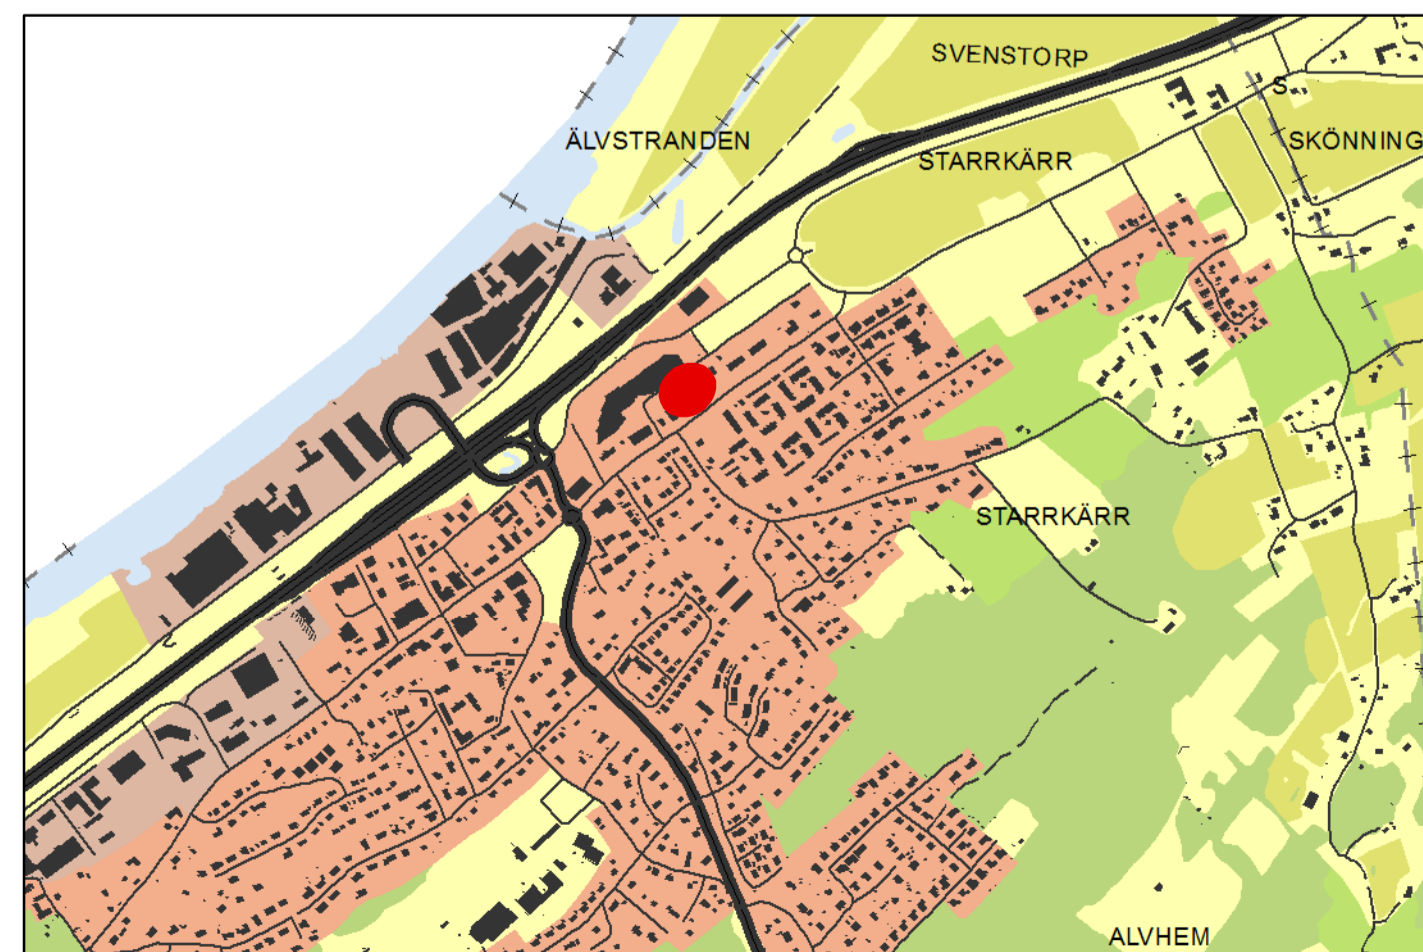 SVENSTORP
S
ÄLVSTRANDEN
SKÖNNING
STARRKÄRR
STARRKÄRR
ALVHEM